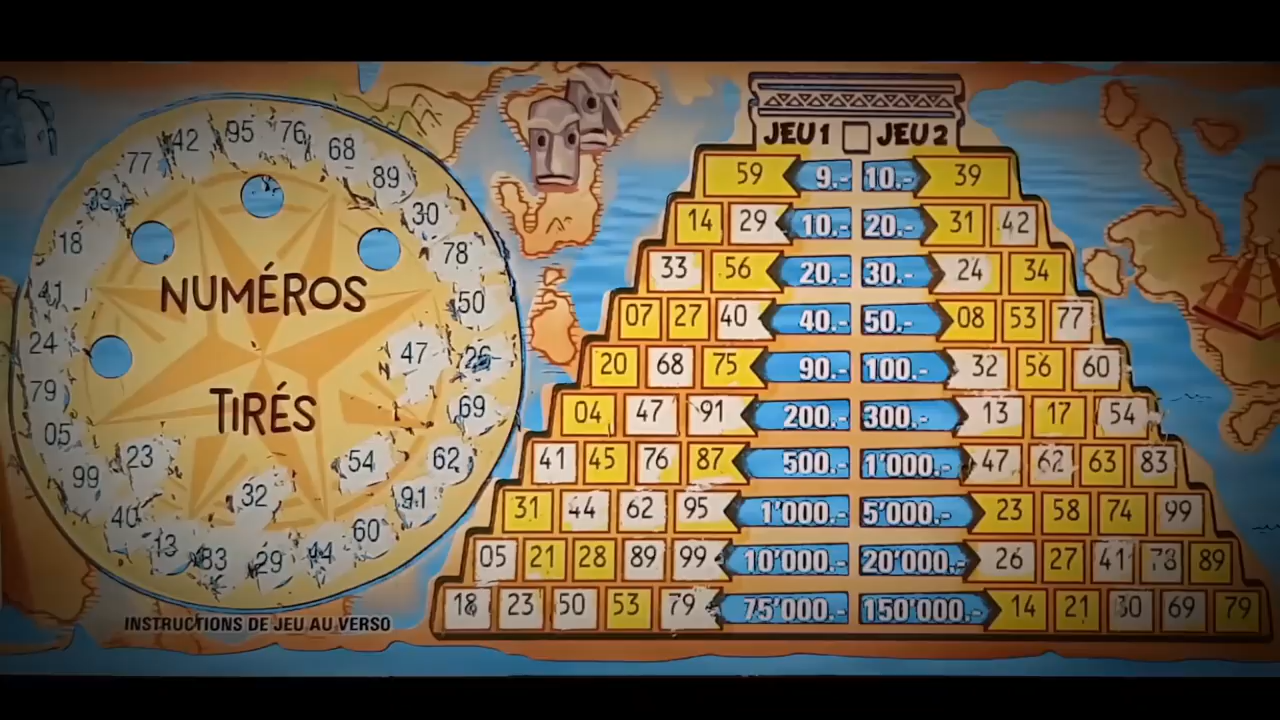 JEU 1 JEU 2
59 9.- 10.- 39
14 29 10.- 20.- 31 42
33 56 20.- 30.- 24 34
07 27 40 40.- 50.- 08 53 77
20 68 75 90.- 100.- 32 56 60
04 47 91 200.- 300.- 13 17 54
41 45 76 87 500.- 1'000.- 47 62 63 83
31 44 62 95 1'000.- 5'000.- 23 58 74 99
05 21 28 89 99 10'000.- 20'000.- 26 27 41 78 89
18 23 50 53 79 75'000.- 150'000.- 14 21 30 69 79
NUMÉROS
TIRÉS
42 95 76 68 89 30 78 50 26 69 62 91 60 44 29 83 13 40 99 05 79 24 41 18 33 77
47
54
32
23
INSTRUCTIONS DE JEU AU VERSO